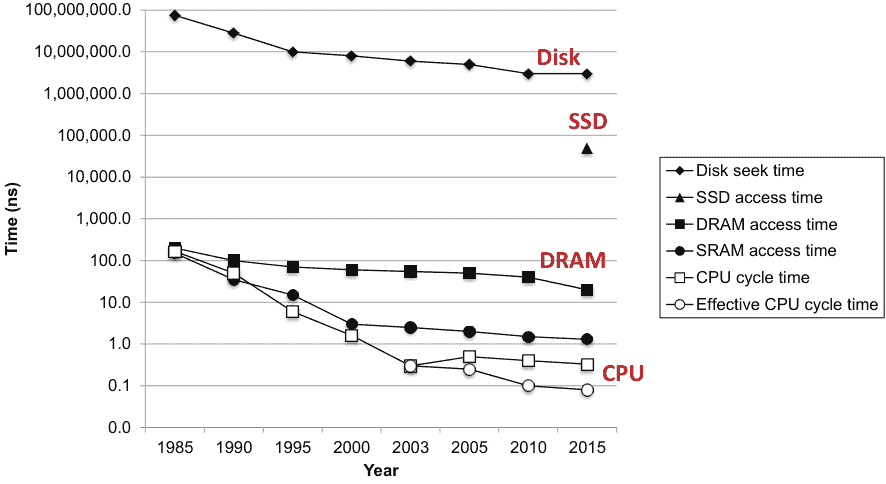 100,000,000.0
10,000,000.0
1,000,000.0
100,000.0
10,000.0
1,000.0
100.0
10.0
1.0
0.1
0.0
Time (ns)
Disk
SSD
DRAM
CPU
1985 1990 1995 2000 2003 2005 2010 2015
Year
Disk seek time
SSD access time
DRAM access time
SRAM access time
CPU cycle time
Effective CPU cycle time